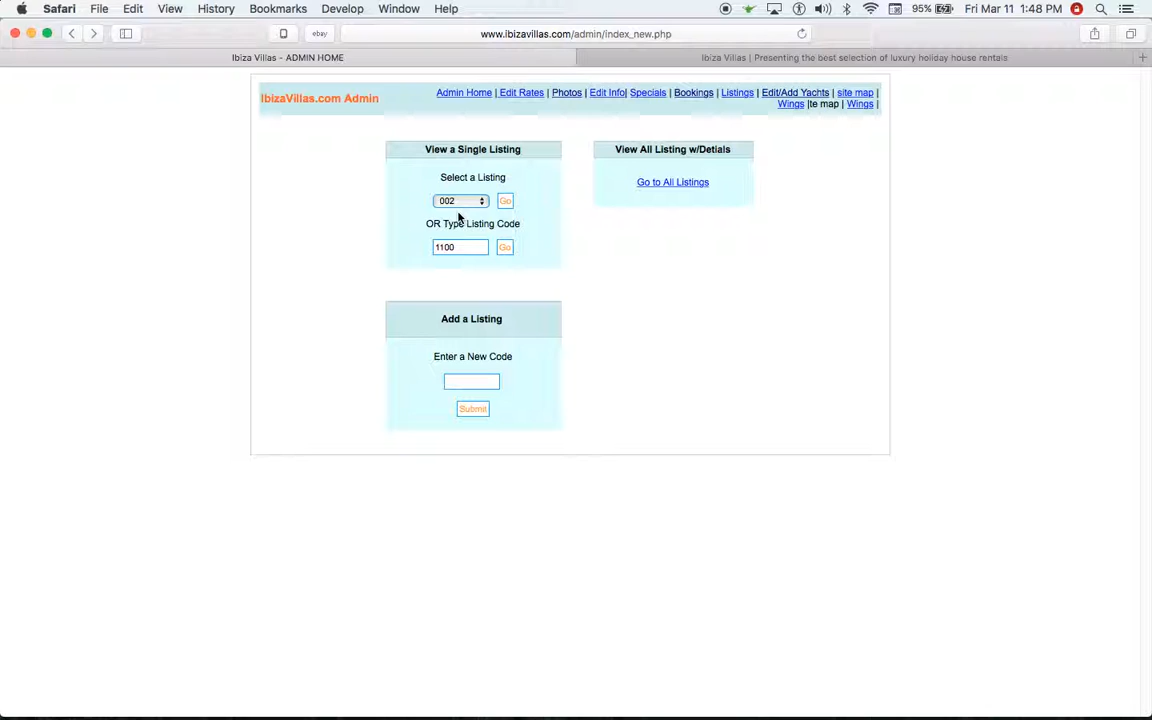 Safari File Edit View History Bookmarks Develop Window Help 95% Fri Mar 11 1:48 PM
ebay www.ibizavillas.com/admin/index_new.php
Ibiza Villas - ADMIN HOME Ibiza Villas | Presenting the best selection of luxury holiday house rentals
IbizaVillas.com Admin Admin Home | Edit Rates | Photos | Edit Info| Specials | Bookings | Listings | Edit/Add Yachts | site map |
Wings |te map | Wings |
View a Single Listing
Select a Listing
002 Go
OR Type Listing Code
1100 Go
View All Listing w/Detials
Go to All Listings
Add a Listing
Enter a New Code
Submit